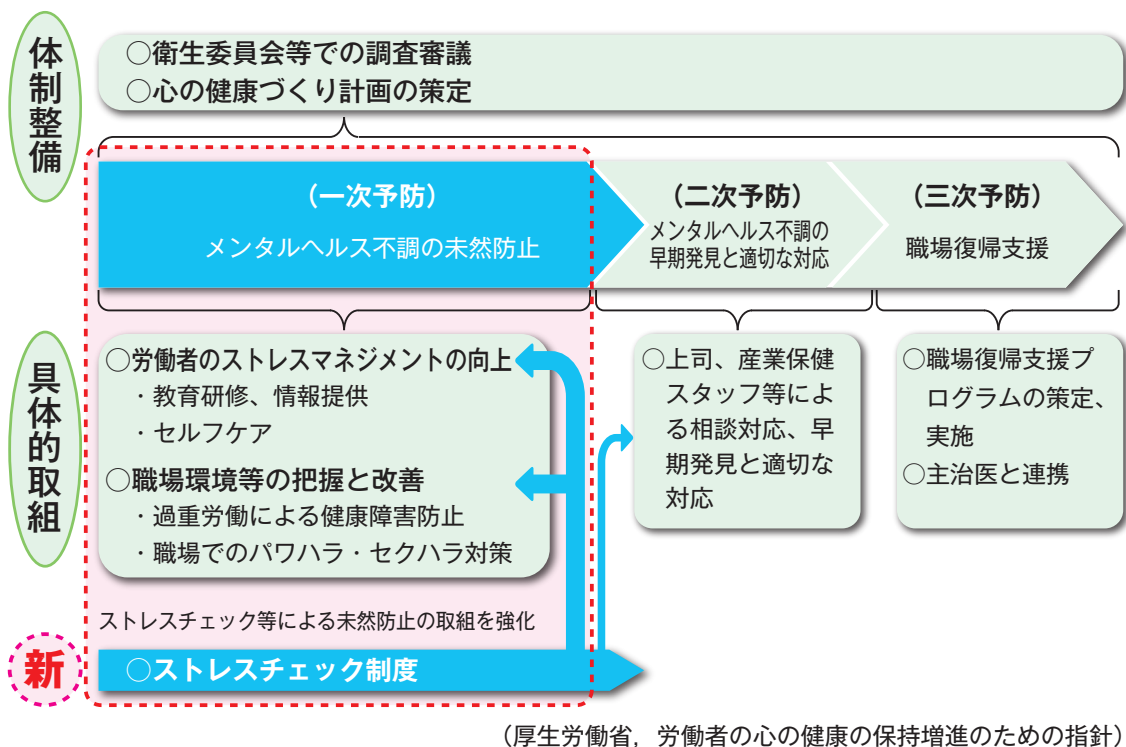 体制整備
○衛生委員会等での調査審議
○心の健康づくり計画の策定
（一次予防）
メンタルヘルス不調の未然防止
（二次予防）
メンタルヘルス不調の
早期発見と適切な対応
（三次予防）
職場復帰支援
具体的取組
○労働者のストレスマネジメントの向上
・教育研修、情報提供
・セルフケア
○職場環境等の把握と改善
・過重労働による健康障害防止
・職場でのパワハラ・セクハラ対策
○上司、産業保健
スタッフ等によ
る相談対応、早
期発見と適切な
対応
○職場復帰支援プ
ログラムの策定、
実施
○主治医と連携
ストレスチェック等による未然防止の取組を強化
新
○ストレスチェック制度
（厚生労働省，労働者の心の健康の保持増進のための指針）